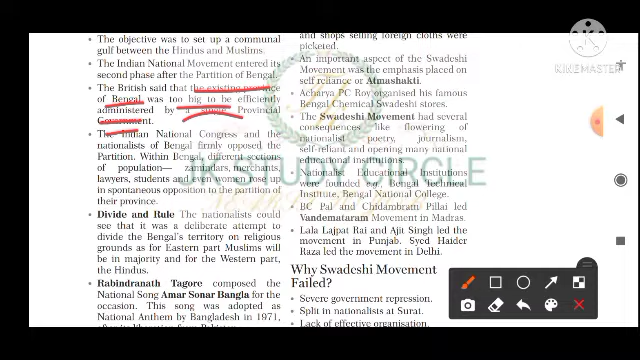 The objective was to set up a communal
gulf between the Hindus and Muslims.
The Indian National Movement entered its
second phase after the Partition of Bengal.
The British said that the existing province
of Bengal was too big to be efficiently
administered by a single Provincial
Government.
The Indian National Congress and the
nationalists of Bengal firmly opposed the
Partition. Within Bengal, different sections
of population— zamindars, merchants,
lawyers, students and even women rose up
in spontaneous opposition to the partition of
their province.
Divide and Rule The nationalists could
see that it was a deliberate attempt to
divide the Bengal's territory on religious
grounds as for Eastern part Muslims will
be in majority and for the Western part,
the Hindus.
Rabindranath Tagore composed the
National Song Amar Sonar Bangla for the
occasion. This song was adopted as
National Anthem by Bangladesh in 1971,
after its liberation from Pakistan.
and shops selling foreign cloths were
picketed.
An important aspect of the Swadeshi
Movement was the emphasis placed on
self reliance or Atmashakti.
Acharya PC Roy organised his famous
Bengal Chemical Swadeshi stores.
The Swadeshi Movement had several
consequences like flowering of
nationalist poetry, journalism,
self-reliant and opening many national
educational institutions.
Nationalist Educational Institutions
were founded e.g. Bengal Technical
Institute, Bengal National College.
BC Pal and Chidambram Pillai led
Vandemataram Movement in Madras.
Lala Lajpat Rai and Ajit Singh led the
movement in Punjab. Syed Haider
Raza led the movement in Delhi.
Why Swadeshi Movement
Failed?
Severe government repression.
Split in nationalists at Surat.
Lack of effective organisation.
JK STUDY CIRCLE
KINEMASTER